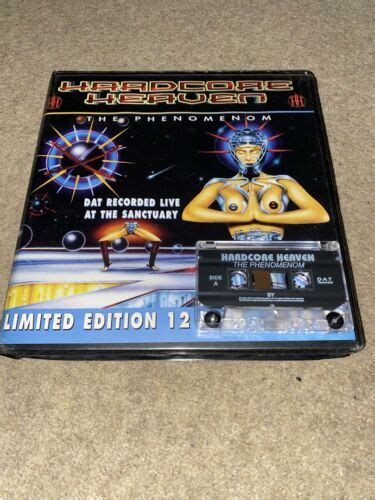 HARDCORE
HEAVEN
THE PHENOMENOM
DAT RECORDED LIVE
AT THE SANCTUARY
HARDCORE HEAVEN
THE PHENOMENOM
SIDE
A
DAT
BY
LIMITED EDITION 12